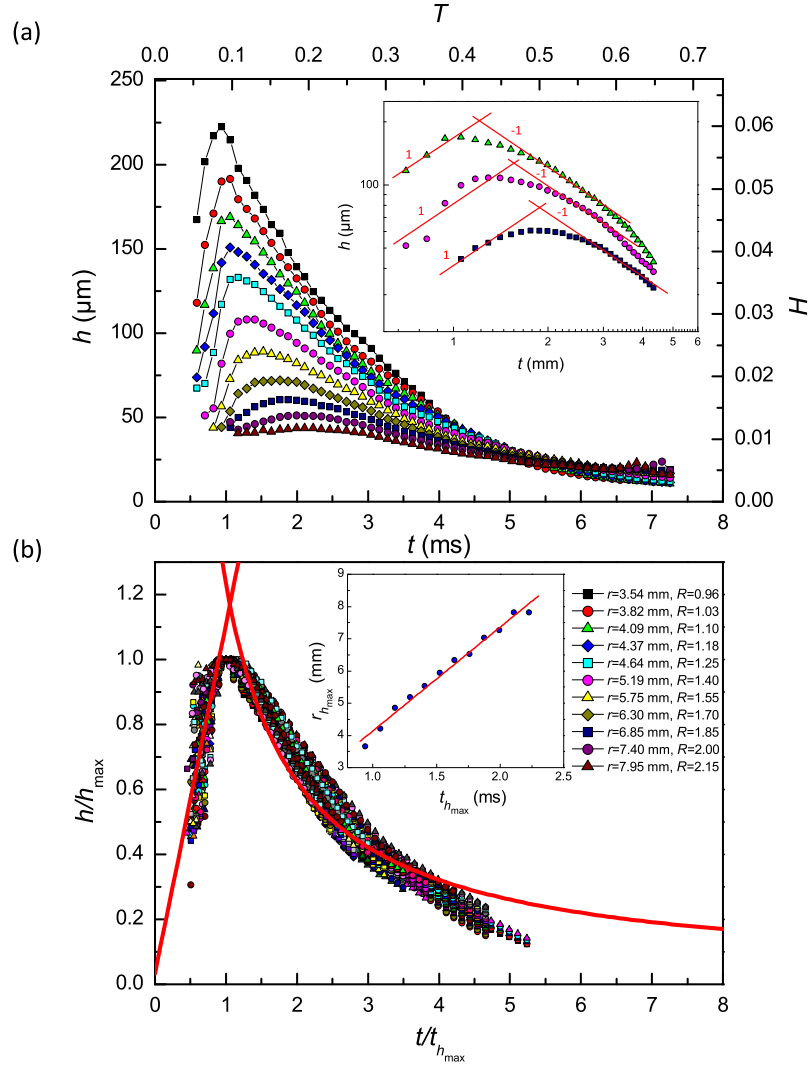 (a)
T
0.0 0.1 0.2 0.3 0.4 0.5 0.6 0.7
250
225
200
175
150
125
100
75
50
25
0
h (µm)
0.06
0.05
0.04
0.03
0.02
0.01
0.00
H
1
-1
1
-1
1
-1
100
h (µm)
1 2 3 4 5 6
t (mm)
0 1 2 3 4 5 6 7 8
t (ms)
(b)
1.2
1.0
0.8
0.6
0.4
0.2
0.0
h/hmax
9
8
7
6
5
4
3
rhmax (mm)
1.0 1.5 2.0 2.5
thmax (ms)
r=3.54 mm, R=0.96
r=3.82 mm, R=1.03
r=4.09 mm, R=1.10
r=4.37 mm, R=1.18
r=4.64 mm, R=1.25
r=5.19 mm, R=1.40
r=5.75 mm, R=1.55
r=6.30 mm, R=1.70
r=6.85 mm, R=1.85
r=7.40 mm, R=2.00
r=7.95 mm, R=2.15
0 1 2 3 4 5 6 7 8
t/thmax